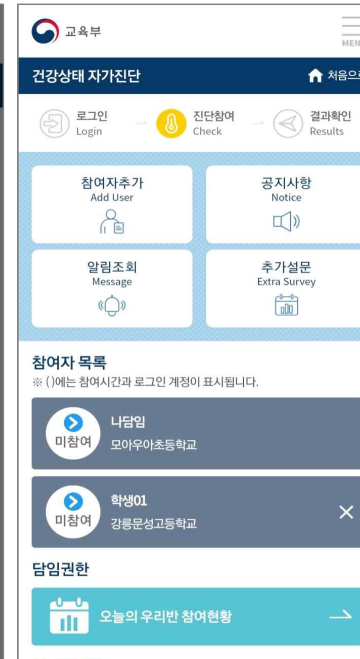 교육부
MEN
건강상태 자가진단
처음으로
로그인
Login
진단참여
Check
결과확인
Results
참여자추가
Add User
공지사항
Notice
알림조회
Message
추가설문
Extra Survey
참여자 목록
※ ( )에는 참여시간과 로그인 계정이 표시됩니다.
미참여
나담임
모아우아초등학교
미참여
학생01
강릉문성고등학교
담임권한
오늘의 우리반 참여현황